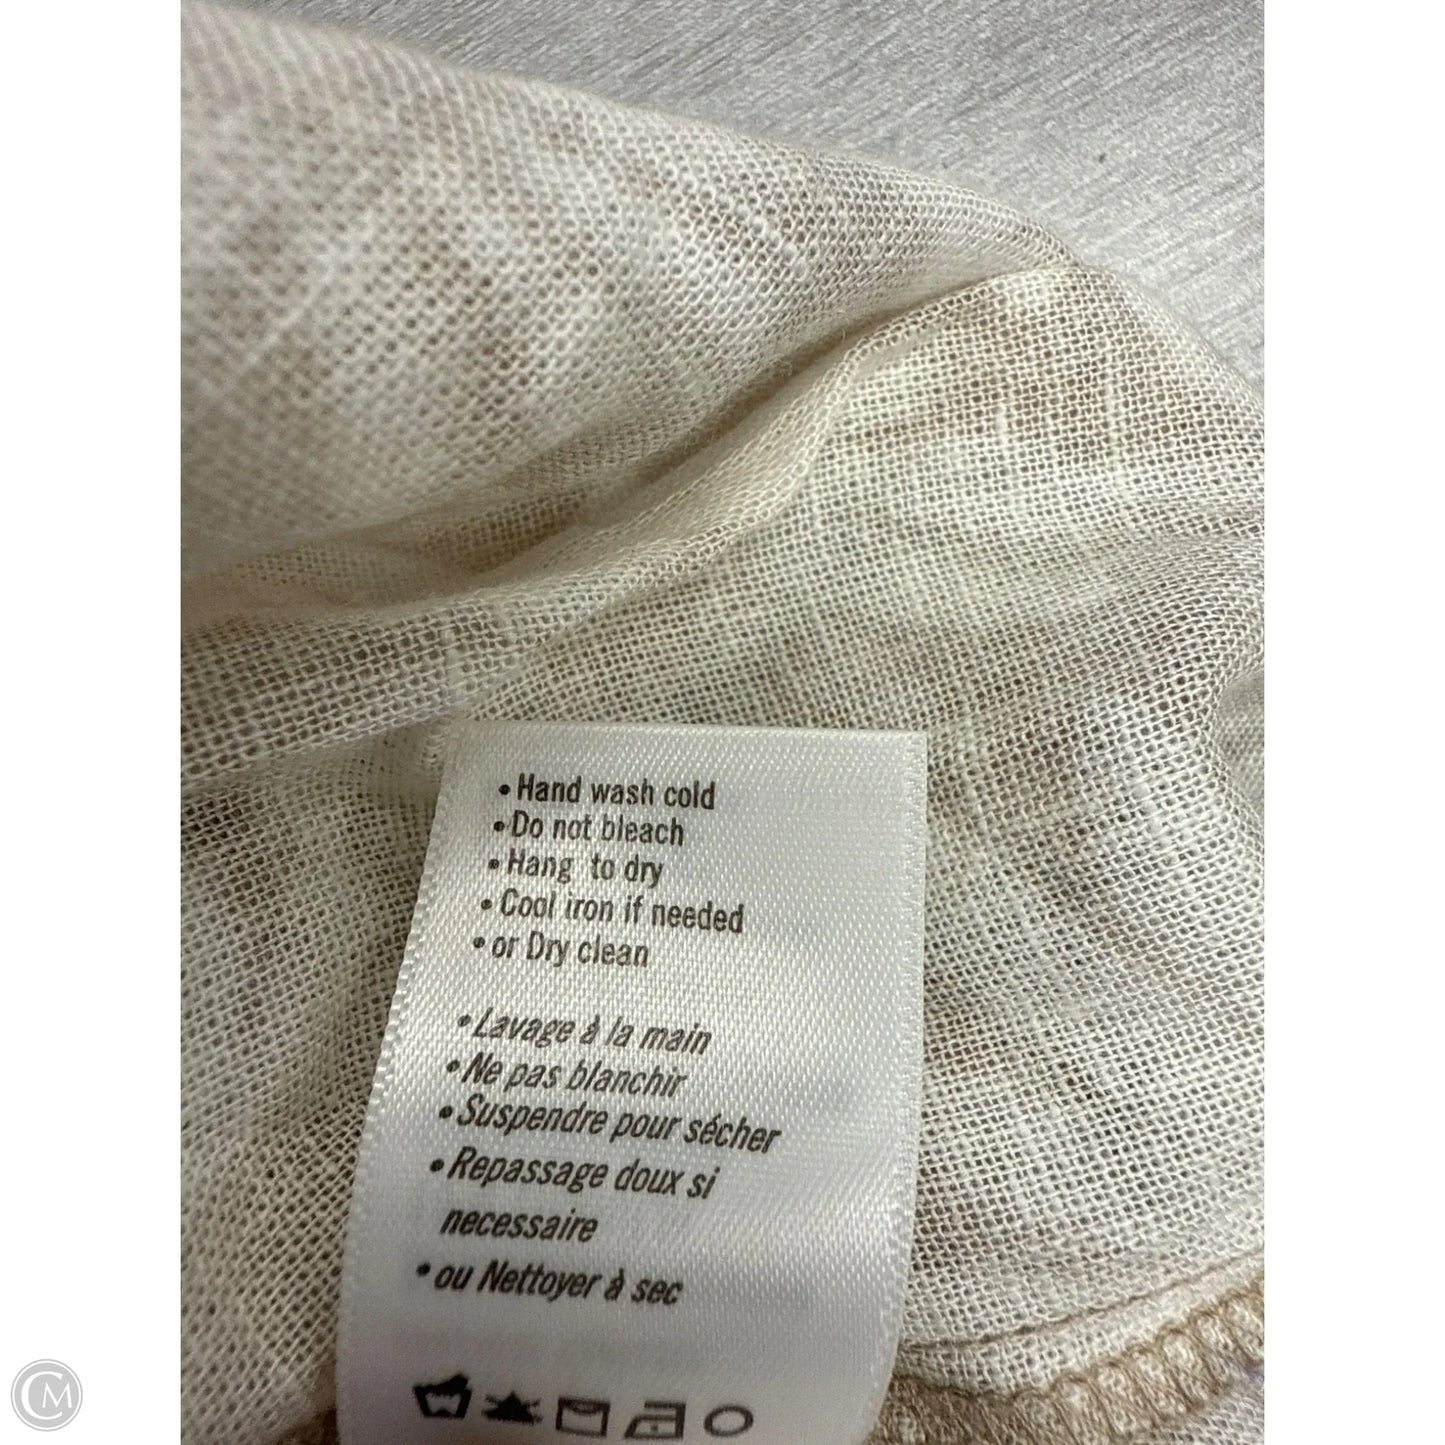 • Hand wash cold
• Do not bleach
• Hang to dry
• Cool iron if needed
• or Dry clean
• Lavage à la main
• Ne pas blanchir
• Suspendre pour sécher
• Repassage doux si
necessaire
• ou Nettoyer à sec
CM